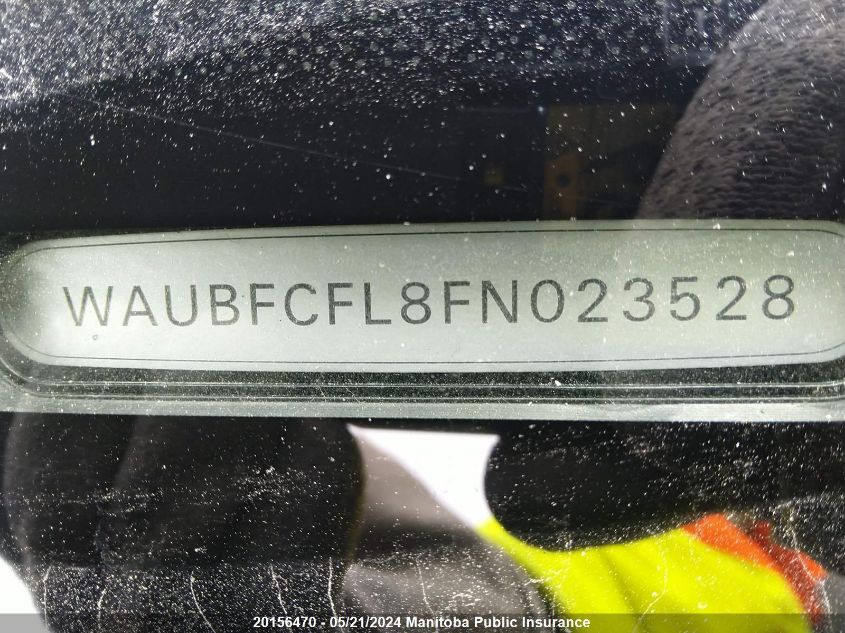 WAUBFCFL8FN023528
20156470 - 05/21/2024 Manitoba Public Insurance